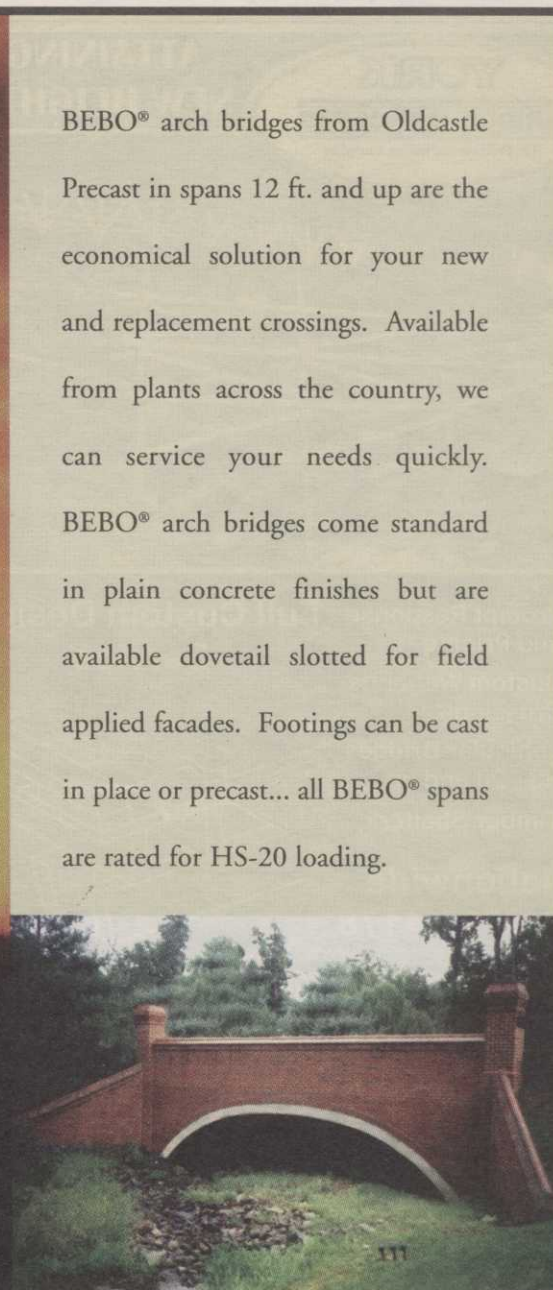 BEBO® arch bridges from Oldcastle
Precast in spans 12 ft. and up are the
economical solution for your new
and replacement crossings. Available
from plants across the country, we
can service your needs quickly.
BEBO® arch bridges come standard
in plain concrete finishes but are
available dovetail slotted for field
applied facades. Footings can be cast
in place or precast... all BEBO® spans
are rated for HS-20 loading.
111